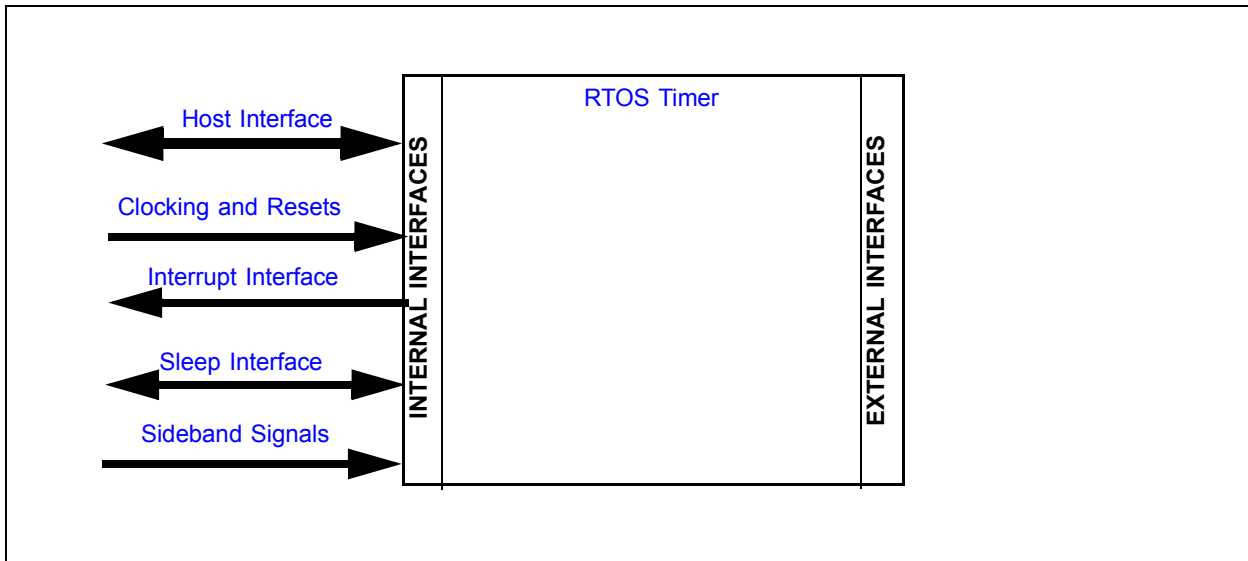 RTOS Timer
Host Interface
Clocking and Resets
Interrupt Interface
Sleep Interface
Sideband Signals
INTERNAL INTERFACES
EXTERNAL INTERFACES